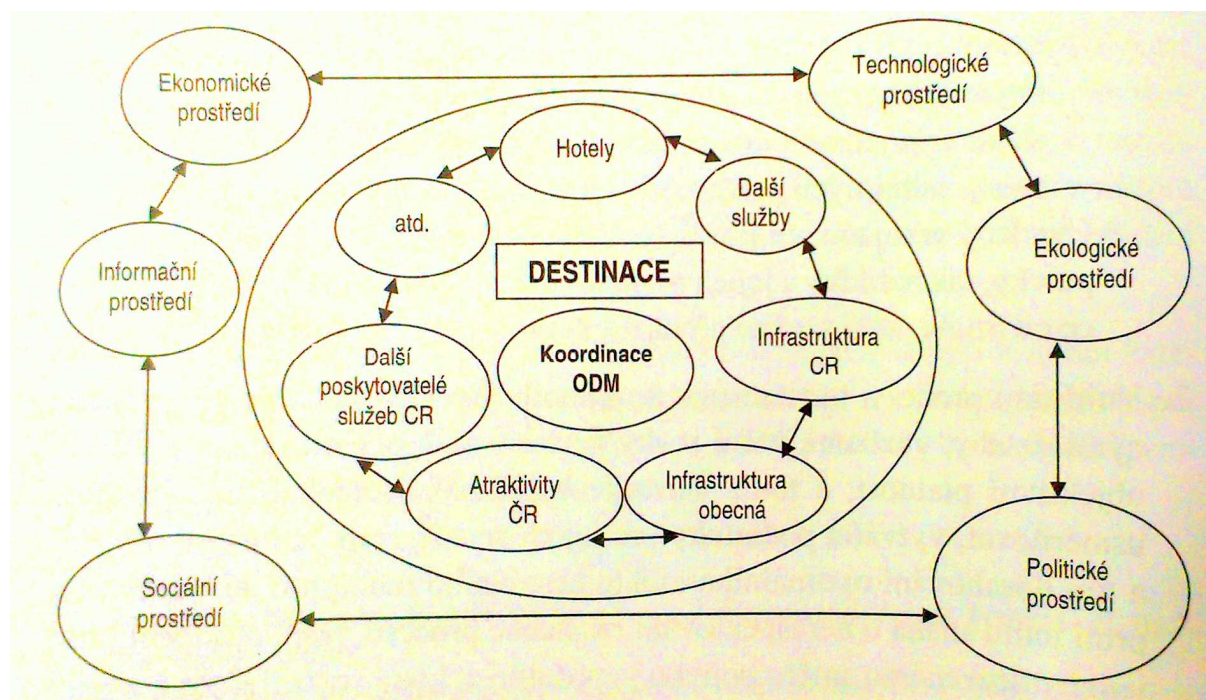 Ekonomické
prostředí
Technologické
prostředí
Hotely
Další
služby
atd.
Informační
prostředí
DESTINACE
Ekologické
prostředí
Další
poskytovatelé
služeb CR
Koordinace
ODM
Infrastruktura
CR
Atraktivity
ČR
Infrastruktura
obecná
Sociální
prostředí
Politické
prostředí